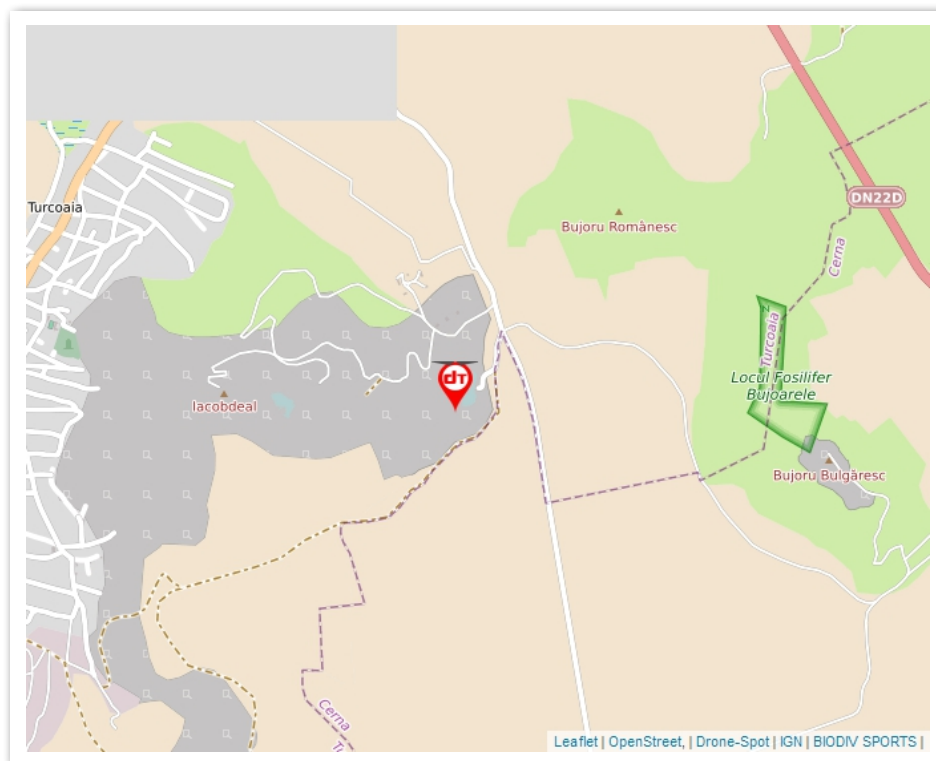 DN22D
Turcoaia
Bujoru Românesc
Cerna
Turcoaia
Locul Fosilifer
Bujoarele
dT
Iacobdeal
Bujoru Bulgăresc
Cerna
Leaflet | OpenStreet, | Drone-Spot | IGN | BIODIV SPORTS |